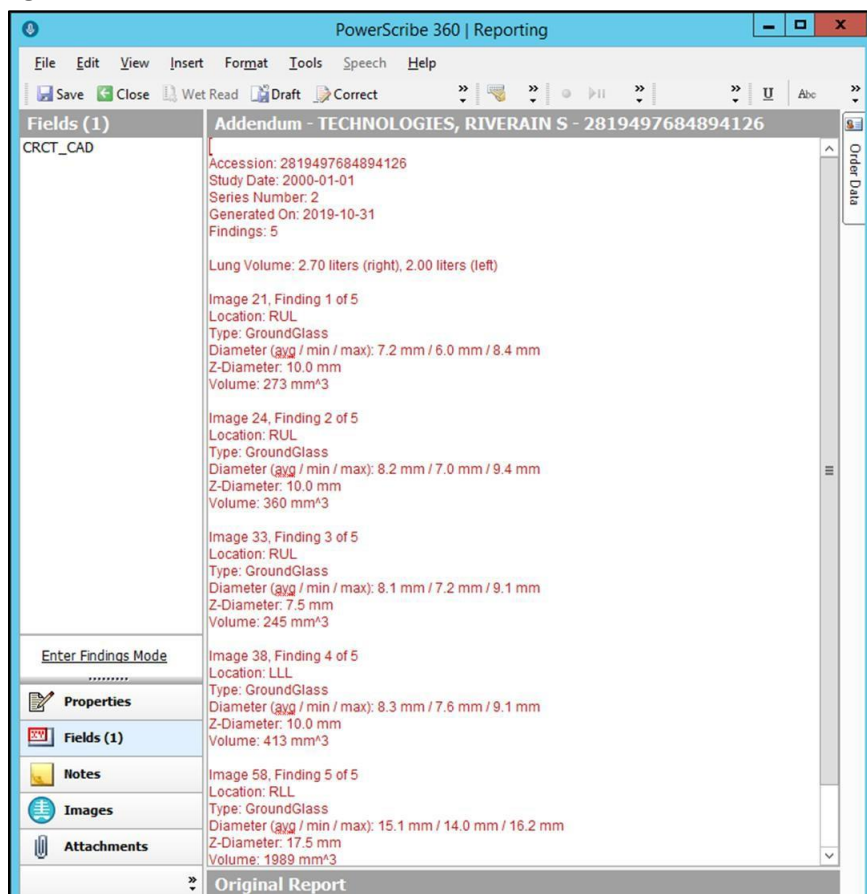 PowerScribe 360 | Reporting
File Edit View Insert Format Tools Speech Help
Save Close Wet Read Draft Correct U Abc
Fields (1)
Addendum - TECHNOLOGIES, RIVERAIN S - 2819497684894126
Order Data
CRCT_CAD
[
Accession: 2819497684894126
Study Date: 2000-01-01
Series Number: 2
Generated On: 2019-10-31
Findings: 5
Lung Volume: 2.70 liters (right), 2.00 liters (left)
Image 21, Finding 1 of 5
Location: RUL
Type: GroundGlass
Diameter (avg / min / max): 7.2 mm / 6.0 mm / 8.4 mm
Z-Diameter: 10.0 mm
Volume: 273 mm^3
Image 24, Finding 2 of 5
Location: RUL
Type: GroundGlass
Diameter (avg / min / max): 8.2 mm / 7.0 mm / 9.4 mm
Z-Diameter: 10.0 mm
Volume: 360 mm^3
Image 33, Finding 3 of 5
Location: RUL
Type: GroundGlass
Diameter (avg / min / max): 8.1 mm / 7.2 mm / 9.1 mm
Z-Diameter: 7.5 mm
Volume: 245 mm^3
Image 38, Finding 4 of 5
Location: LLL
Type: GroundGlass
Diameter (avg / min / max): 8.3 mm / 7.6 mm / 9.1 mm
Z-Diameter: 10.0 mm
Volume: 413 mm^3
Image 58, Finding 5 of 5
Location: RLL
Type: GroundGlass
Diameter (avg / min / max): 15.1 mm / 14.0 mm / 16.2 mm
Z-Diameter: 17.5 mm
Volume: 1989 mm^3
Enter Findings Mode
Properties
Fields (1)
Notes
Images
Attachments
Original Report